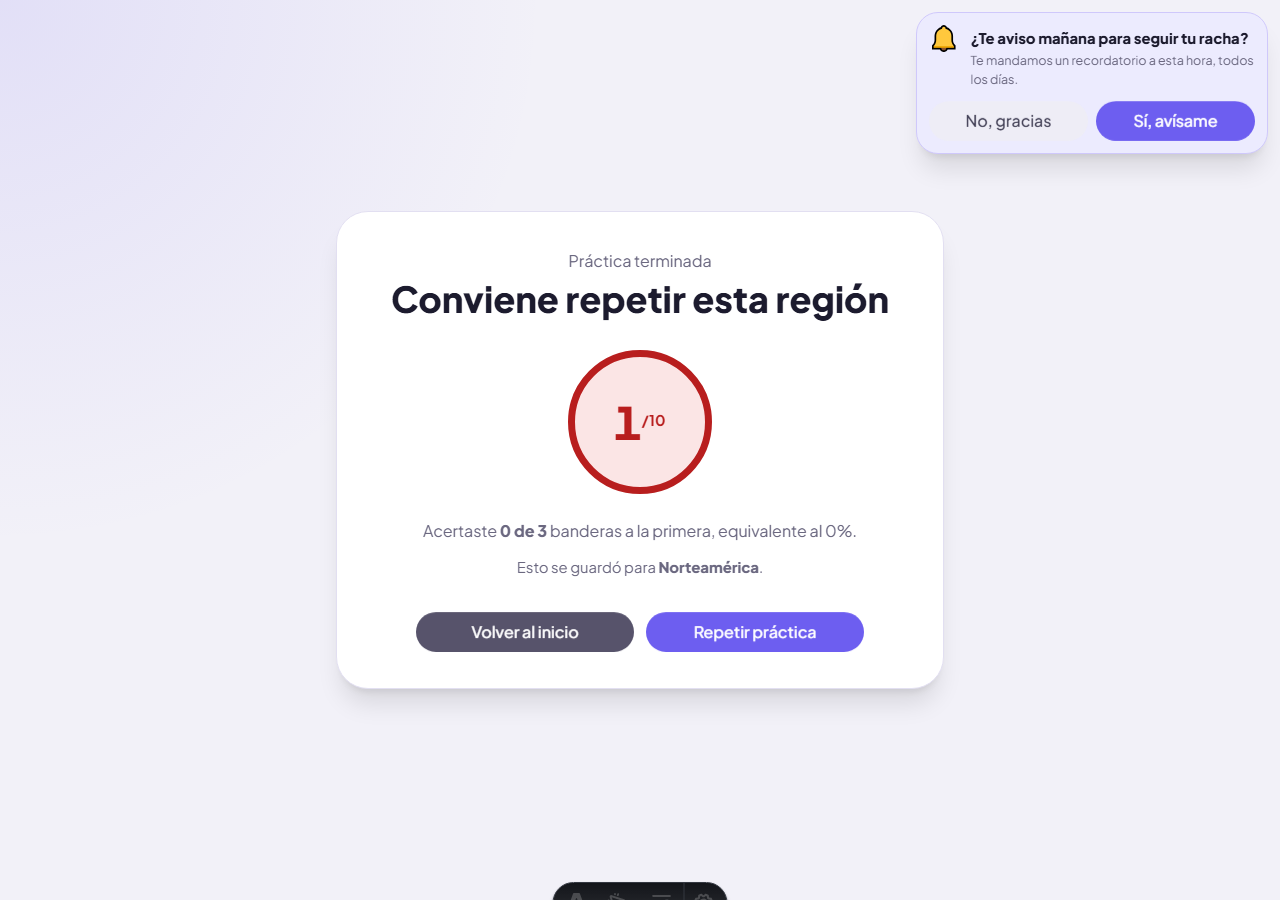 ¿Te aviso mañana para seguir tu racha?
Te mandamos un recordatorio a esta hora, todos
los días.
No, gracias
Sí, avísame
Práctica terminada
Conviene repetir esta región
1/10
Acertaste 0 de 3 banderas a la primera, equivalente al 0%.
Esto se guardó para Norteamérica.
Volver al inicio
Repetir práctica